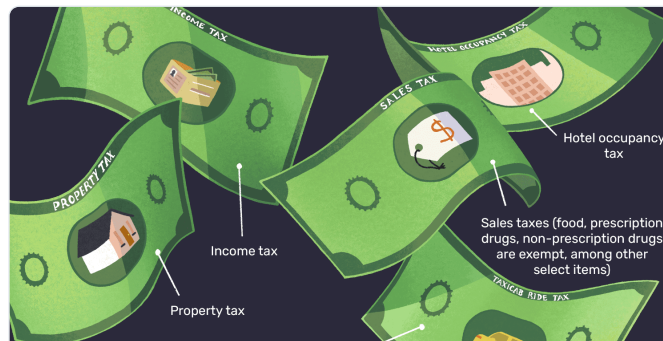 INCOME TAX
HOTEL OCCUPANCY TAX
SALES TAX
Hotel occupancy
tax
PROPERTY TAX
Sales taxes (food, prescription
drugs, non-prescription drugs
are exempt, among other
select items)
Income tax
TAXICAB RIDE TAX
Property tax
$